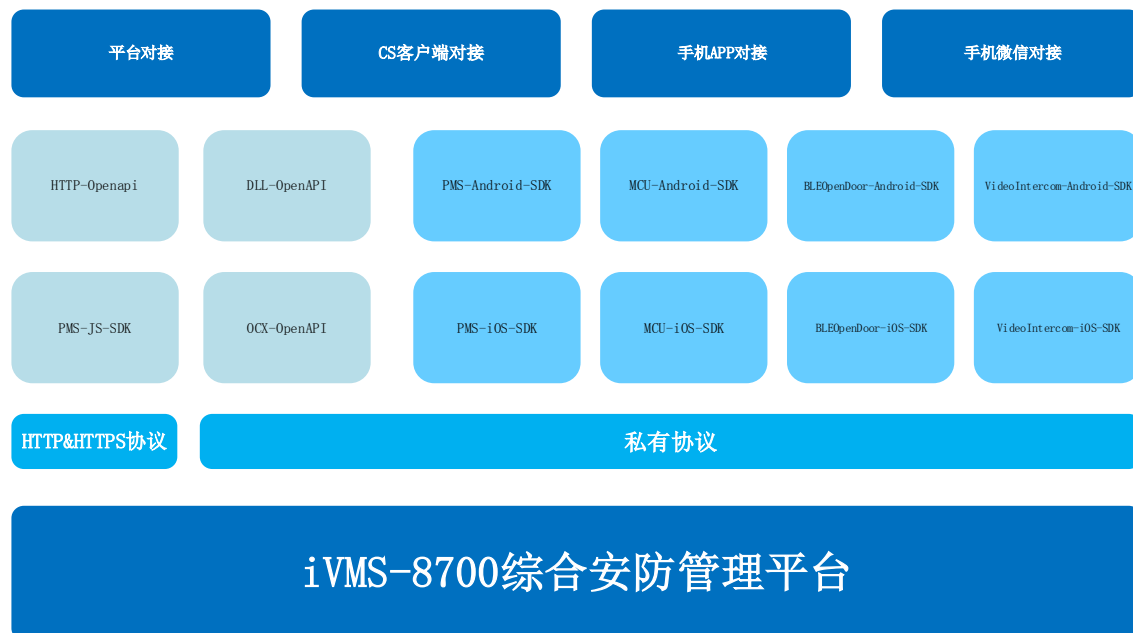 平台对接
CS客户端对接
手机APP对接
手机微信对接
HTTP-Openapi
DLL-OpenAPI
PMS-Android-SDK
MCU-Android-SDK
BLEOpenDoor-Android-SDK
VideoIntercom-Android-SDK
PMS-JS-SDK
OCX-OpenAPI
PMS-iOS-SDK
MCU-iOS-SDK
BLEOpenDoor-iOS-SDK
VideoIntercom-iOS-SDK
HTTP&HTTPS协议
私有协议
iVMS-8700综合安防管理平台